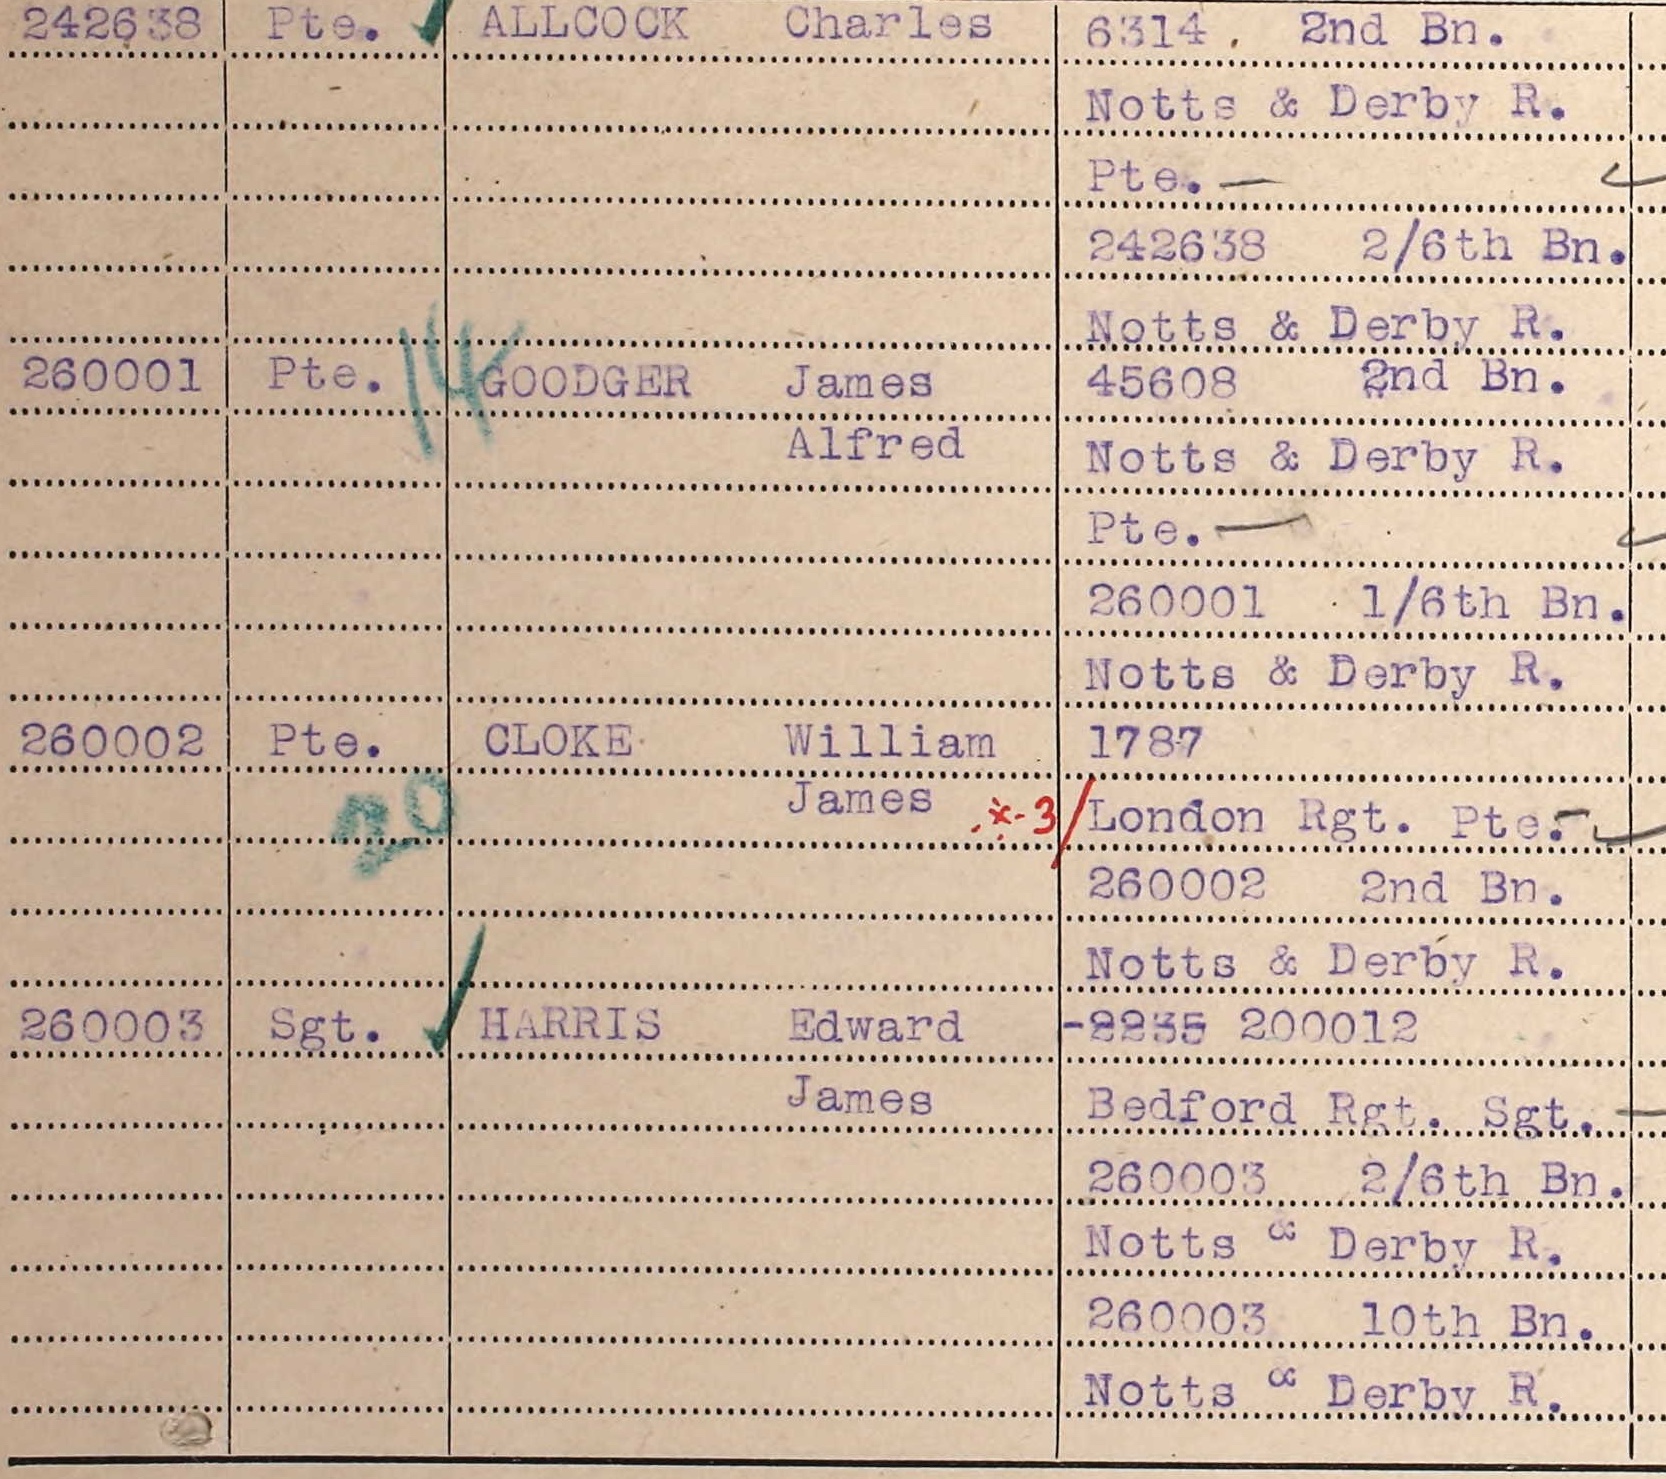 242638 Pte. ✓ ALLCOCK Charles 6314. 2nd Bn.
Notts & Derby R.
Pte. —
242638 2/6th Bn.
Notts & Derby R.
260001 Pte. 14 GOODGER James 45608 2nd Bn.
Alfred Notts & Derby R.
Pte. —
260001 1/6th Bn.
Notts & Derby R.
260002 Pte. CLOKE William 1787
20 James x-3/ London Rgt. Pte.
260002 2nd Bn.
Notts & Derby R.
260003 Sgt. ✓ HARRIS Edward -2235 200012
James Bedford Rgt. Sgt. —
260003 2/6th Bn.
Notts & Derby R.
260003 10th Bn.
Notts & Derby R.